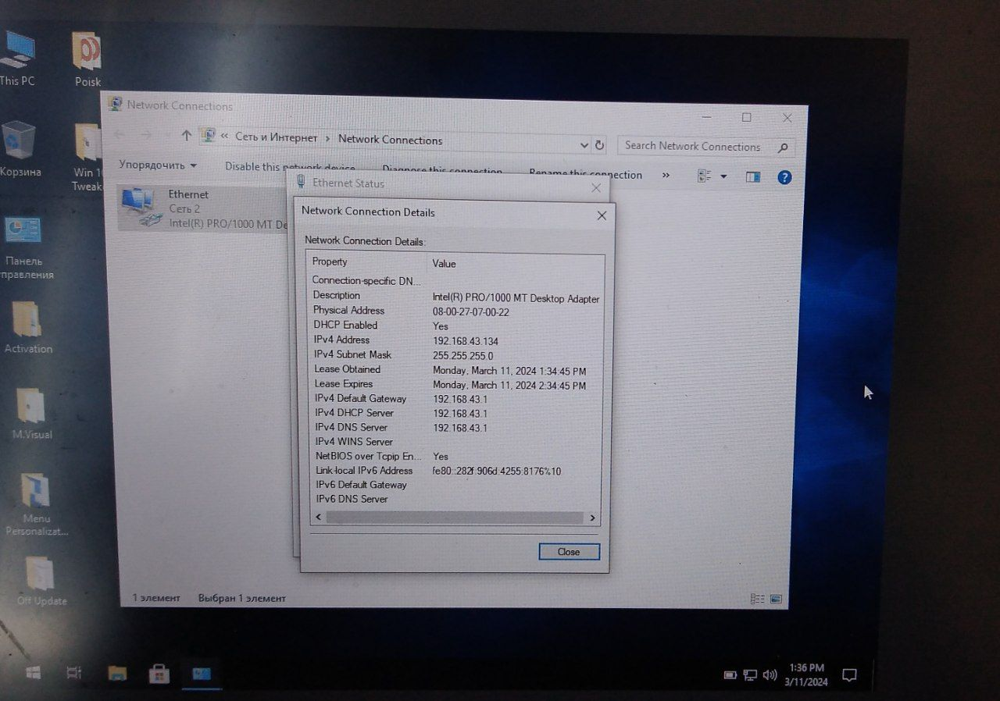 This PC
Poisk
Корзина
Win 10
Tweak
Панель
управления
Activation
M.Visual
Menu
Personalizat...
Off Update
Network Connections
« Сеть и Интернет › Network Connections
Search Network Connections
Упорядочить
Disable this network device
Diagnose this connection
Rename this connection
»
Ethernet
Сеть 2
Intel(R) PRO/1000 MT De
Ethernet Status
Network Connection Details
Network Connection Details:
Property Value
Connection-specific DN...
Description Intel(R) PRO/1000 MT Desktop Adapter
Physical Address 08-00-27-07-00-22
DHCP Enabled Yes
IPv4 Address 192.168.43.134
IPv4 Subnet Mask 255.255.255.0
Lease Obtained Monday, March 11, 2024 1:34:45 PM
Lease Expires Monday, March 11, 2024 2:34:45 PM
IPv4 Default Gateway 192.168.43.1
IPv4 DHCP Server 192.168.43.1
IPv4 DNS Server 192.168.43.1
IPv4 WINS Server
NetBIOS over Tcpip En... Yes
Link-local IPv6 Address fe80::282f:906d:4255:8176%10
IPv6 Default Gateway
IPv6 DNS Server
Close
1 элемент Выбран 1 элемент
1:36 PM
3/11/2024